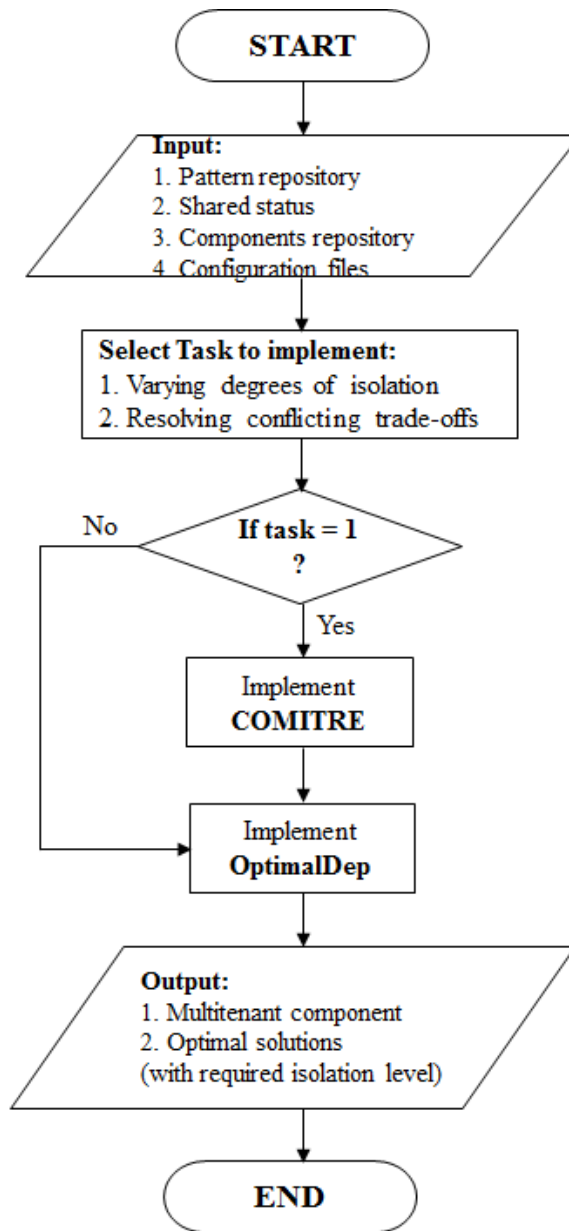 START
Input:
1. Pattern repository
2. Shared status
3. Components repository
4. Configuration files
Select Task to implement:
1. Varying degrees of isolation
2. Resolving conflicting trade-offs
No
If task = 1
?
Yes
Implement
COMITRE
Implement
OptimalDep
Output:
1. Multitenant component
2. Optimal solutions
(with required isolation level)
END